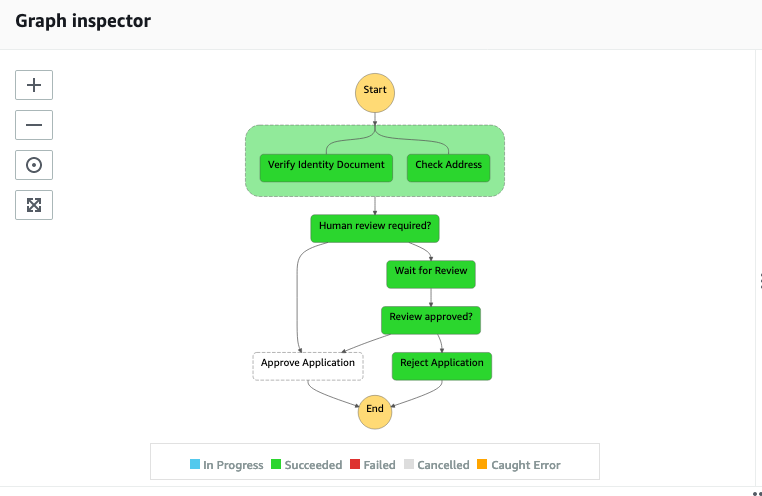 Graph inspector
Start
Verify Identity Document
Check Address
Human review required?
Wait for Review
Review approved?
Approve Application
Reject Application
End
In Progress Succeeded Failed Cancelled Caught Error